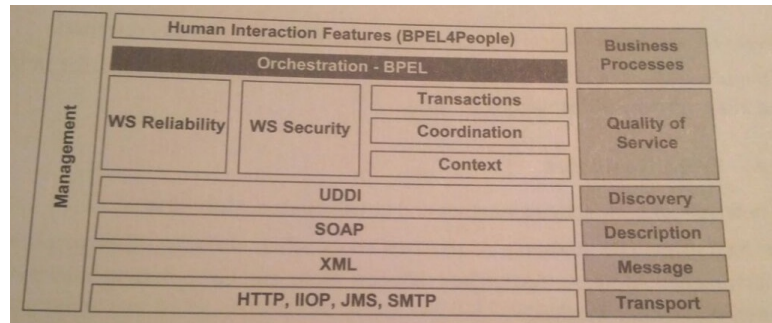 Management
Human Interaction Features (BPEL4People)
Orchestration - BPEL
Business
Processes
WS Reliability
WS Security
Transactions
Coordination
Context
Quality of
Service
UDDI
Discovery
SOAP
Description
XML
Message
HTTP, IIOP, JMS, SMTP
Transport